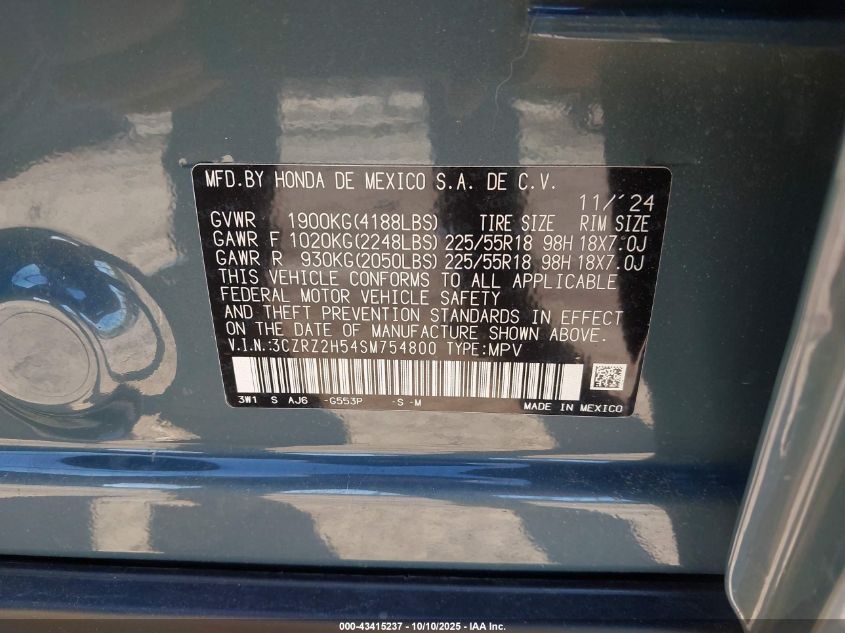 MFD.BY HONDA DE MEXICO S.A. DE C.V.
11/´24
GVWR 1900KG(4188LBS) TIRE SIZE RIM SIZE
GAWR F 1020KG(2248LBS) 225/55R18 98H 18X7.0J
GAWR R 930KG(2050LBS) 225/55R18 98H 18X7.0J
THIS VEHICLE CONFORMS TO ALL APPLICABLE
FEDERAL MOTOR VEHICLE SAFETY
AND THEFT PREVENTION STANDARDS IN EFFECT
ON THE DATE OF MANUFACTURE SHOWN ABOVE.
V.I.N.:3CZRZ2H54SM754800 TYPE:MPV
3W1 S AJ6 -G553P -S -M
MADE IN MEXICO
000-43415237 - 10/10/2025 - IAA Inc.